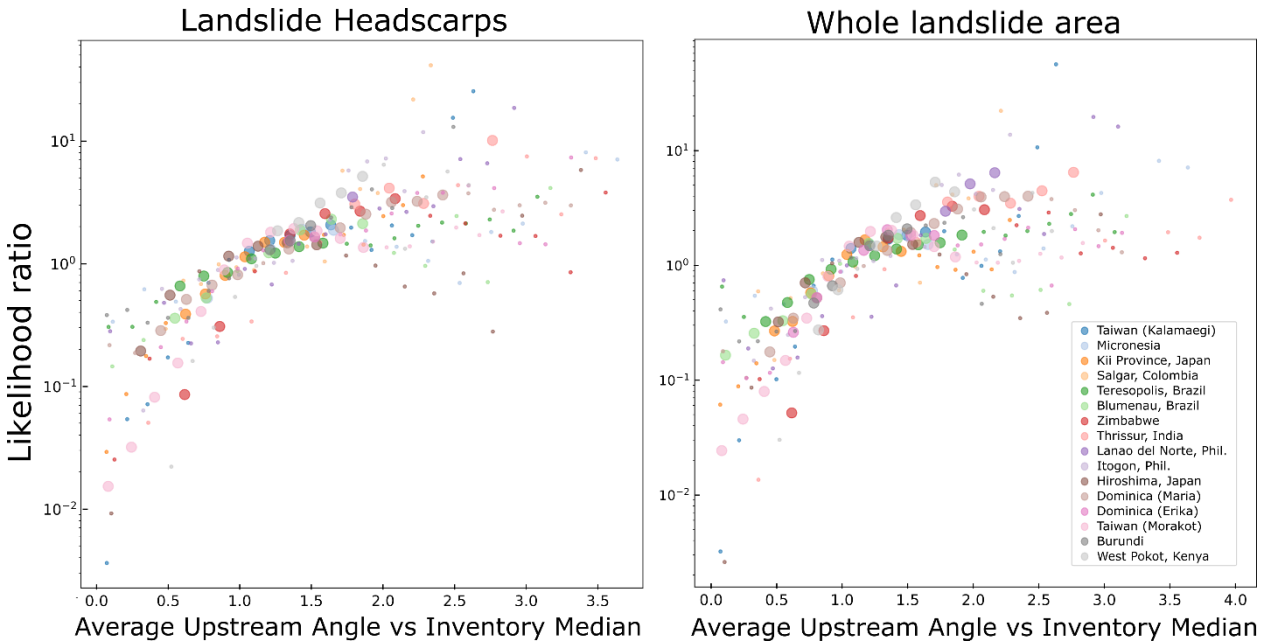 Landslide Headscarps
Whole landslide area
Likelihood ratio
10¹
10⁰
10⁻¹
10⁻²
0.0 0.5 1.0 1.5 2.0 2.5 3.0 3.5
Average Upstream Angle vs Inventory Median
10¹
10⁰
10⁻¹
10⁻²
Taiwan (Kalamaegi)
Micronesia
Kii Province, Japan
Salgar, Colombia
Teresopolis, Brazil
Blumenau, Brazil
Zimbabwe
Thrissur, India
Lanao del Norte, Phil.
Itogon, Phil.
Hiroshima, Japan
Dominica (Maria)
Dominica (Erika)
Taiwan (Morakot)
Burundi
West Pokot, Kenya
0.0 0.5 1.0 1.5 2.0 2.5 3.0 3.5 4.0
Average Upstream Angle vs Inventory Median